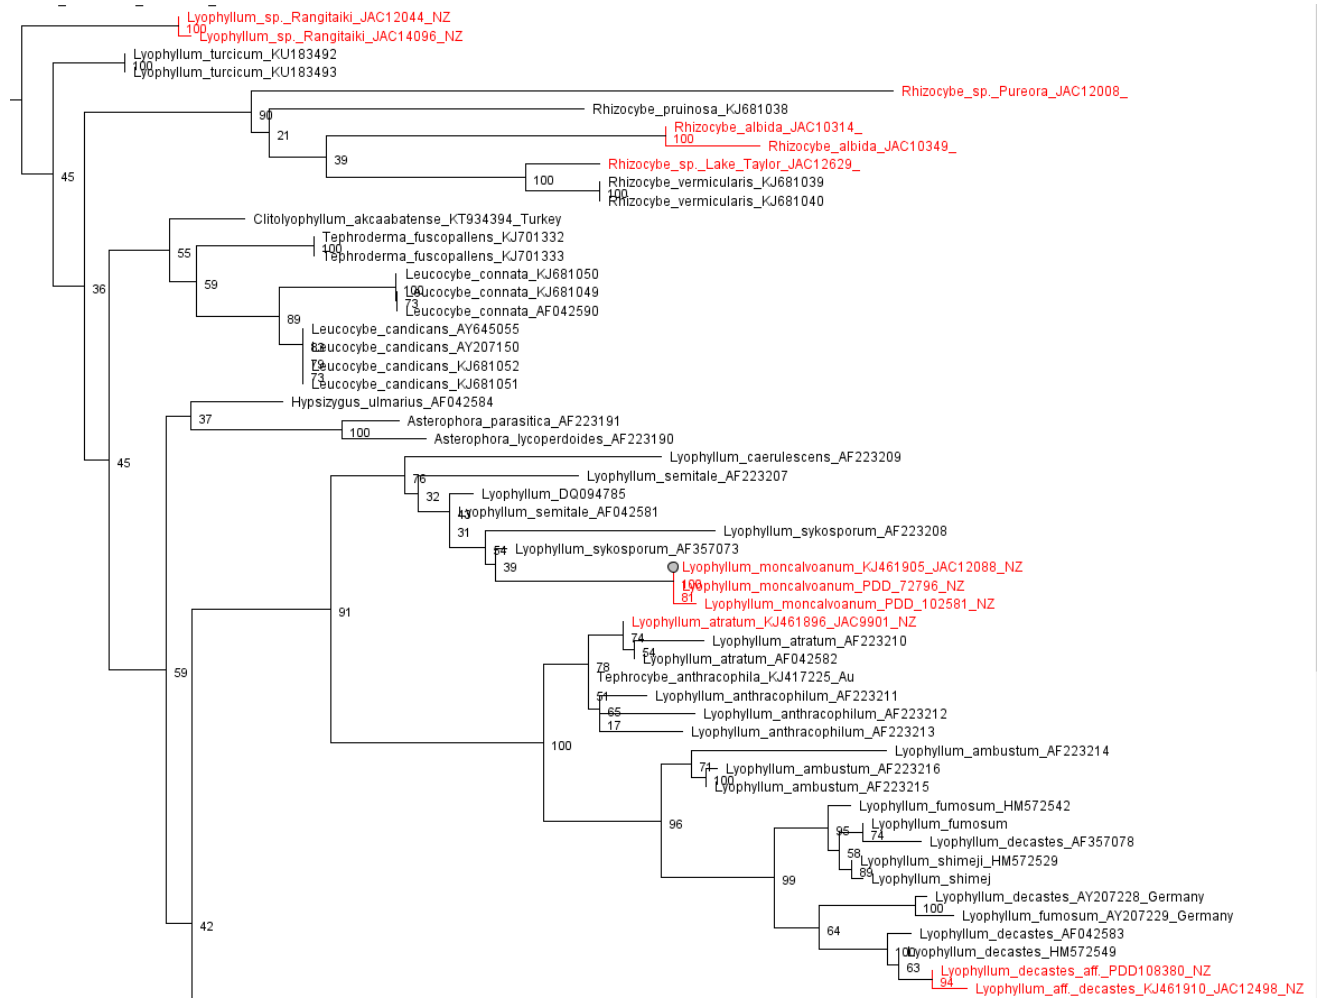 Lyophyllum_sp._Rangitaiki_JAC12044_NZ
100
Lyophyllum_sp._Rangitaiki_JAC14096_NZ
Lyophyllum_turcicum_KU183492
100
Lyophyllum_turcicum_KU183493
Rhizocybe_sp._Pureora_JAC12008_
90
Rhizocybe_pruinosa_KJ681038
21
Rhizocybe_albida_JAC10314_
100
Rhizocybe_albida_JAC10349_
39
Rhizocybe_sp._Lake_Taylor_JAC12629_
100
Rhizocybe_vermicularis_KJ681039
100
Rhizocybe_vermicularis_KJ681040
45
Clitolyophyllum_akcaabatense_KT934394_Turkey
55
Tephroderma_fuscopallens_KJ701332
100
Tephroderma_fuscopallens_KJ701333
59
Leucocybe_connata_KJ681050
100
Leucocybe_connata_KJ681049
73
Leucocybe_connata_AF042590
36
89
Leucocybe_candicans_AY645055
83
Leucocybe_candicans_AY207150
79
Leucocybe_candicans_KJ681052
73
Leucocybe_candicans_KJ681051
Hypsizygus_ulmarius_AF042584
37
Asterophora_parasitica_AF223191
100
Asterophora_lycoperdoides_AF223190
45
Lyophyllum_caerulescens_AF223209
76
Lyophyllum_semitale_AF223207
32
Lyophyllum_DQ094785
43
Lyophyllum_semitale_AF042581
31
Lyophyllum_sykosporum_AF223208
54
Lyophyllum_sykosporum_AF357073
39
Lyophyllum_moncalvoanum_KJ461905_JAC12088_NZ
100
Lyophyllum_moncalvoanum_PDD_72796_NZ
81
Lyophyllum_moncalvoanum_PDD_102581_NZ
91
Lyophyllum_atratum_KJ461896_JAC9901_NZ
74
Lyophyllum_atratum_AF223210
54
Lyophyllum_atratum_AF042582
78
Tephrocybe_anthracophila_KJ417225_Au
59
51
Lyophyllum_anthracophilum_AF223211
65
Lyophyllum_anthracophilum_AF223212
17
Lyophyllum_anthracophilum_AF223213
100
Lyophyllum_ambustum_AF223214
71
Lyophyllum_ambustum_AF223216
100
Lyophyllum_ambustum_AF223215
96
Lyophyllum_fumosum_HM572542
95
Lyophyllum_fumosum
74
Lyophyllum_decastes_AF357078
58
Lyophyllum_shimeji_HM572529
89
Lyophyllum_shimej
99
Lyophyllum_decastes_AY207228_Germany
100
Lyophyllum_fumosum_AY207229_Germany
42
64
Lyophyllum_decastes_AF042583
100
Lyophyllum_decastes_HM572549
63
Lyophyllum_decastes_aff._PDD108380_NZ
94
Lyophyllum_aff._decastes_KJ461910_JAC12498_NZ